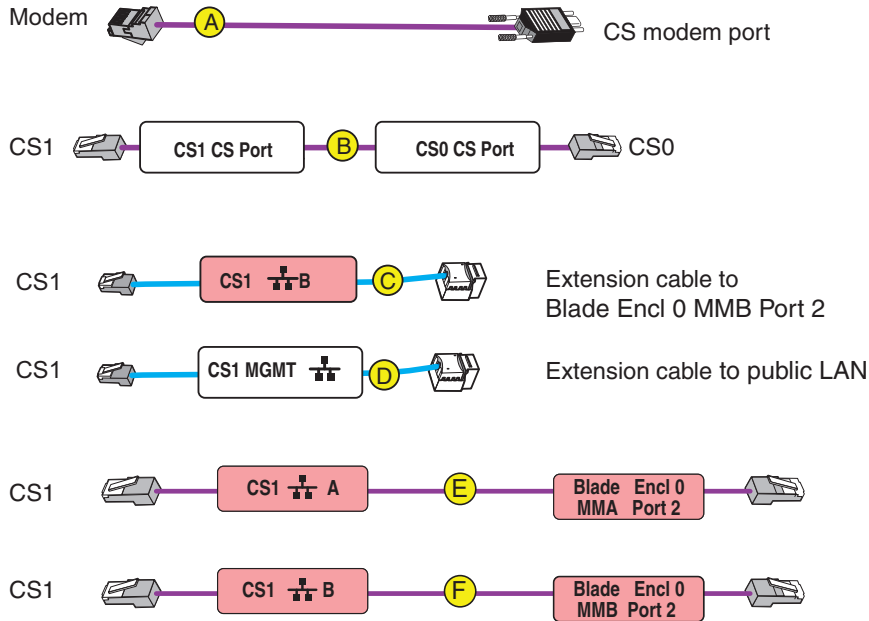 Modem
A
CS modem port
CS1
CS1 CS Port
B
CS0 CS Port
CS0
CS1
CS1 B
C
Extension cable to
Blade Encl 0 MMB Port 2
CS1
CS1 MGMT
D
Extension cable to public LAN
CS1
CS1 A
E
Blade Encl 0
MMA Port 2
CS1
CS1 B
F
Blade Encl 0
MMB Port 2